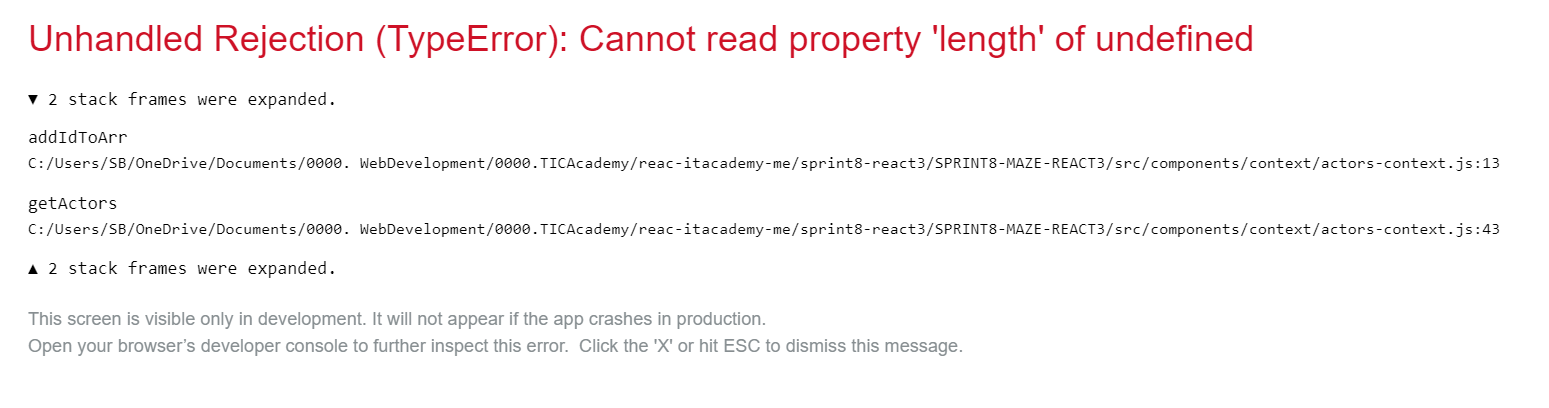 Unhandled Rejection (TypeError): Cannot read property 'length' of undefined
▼ 2 stack frames were expanded.
addIdToArr
C:/Users/SB/OneDrive/Documents/0000. WebDevelopment/0000.TICAcademy/reac-itacademy-me/sprint8-react3/SPRINT8-MAZE-REACT3/src/components/context/actors-context.js:13
getActors
C:/Users/SB/OneDrive/Documents/0000. WebDevelopment/0000.TICAcademy/reac-itacademy-me/sprint8-react3/SPRINT8-MAZE-REACT3/src/components/context/actors-context.js:43
▲ 2 stack frames were expanded.
This screen is visible only in development. It will not appear if the app crashes in production.
Open your browser’s developer console to further inspect this error.  Click the 'X' or hit ESC to dismiss this message.